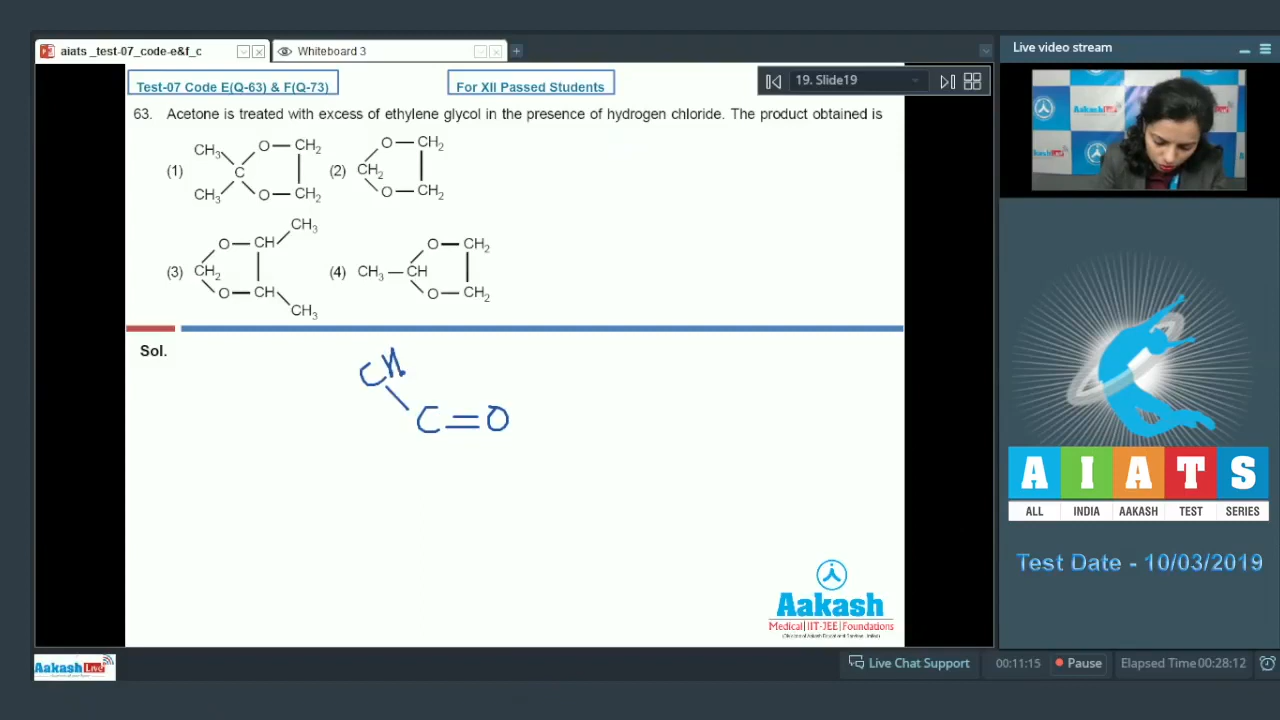 aiats _test-07_code-e&f_c
Whiteboard 3
Live video stream
Test-07 Code E(Q-63) & F(Q-73)
For XII Passed Students
19. Slide19
63. Acetone is treated with excess of ethylene glycol in the presence of hydrogen chloride. The product obtained is
(1) CH3 CH3 C O—CH2 O—CH2
(2) CH2 O—CH2 O—CH2
(3) CH2 O—CH CH3 O—CH CH3
(4) CH3—CH O—CH2 O—CH2
Sol.
CH
C=O
Aakash
Medical|IIT-JEE|Foundations
AakashLive
A I A T S
ALL INDIA AAKASH TEST SERIES
Test Date - 10/03/2019
Live Chat Support
00:11:15
Pause
Elapsed Time 00:28:12